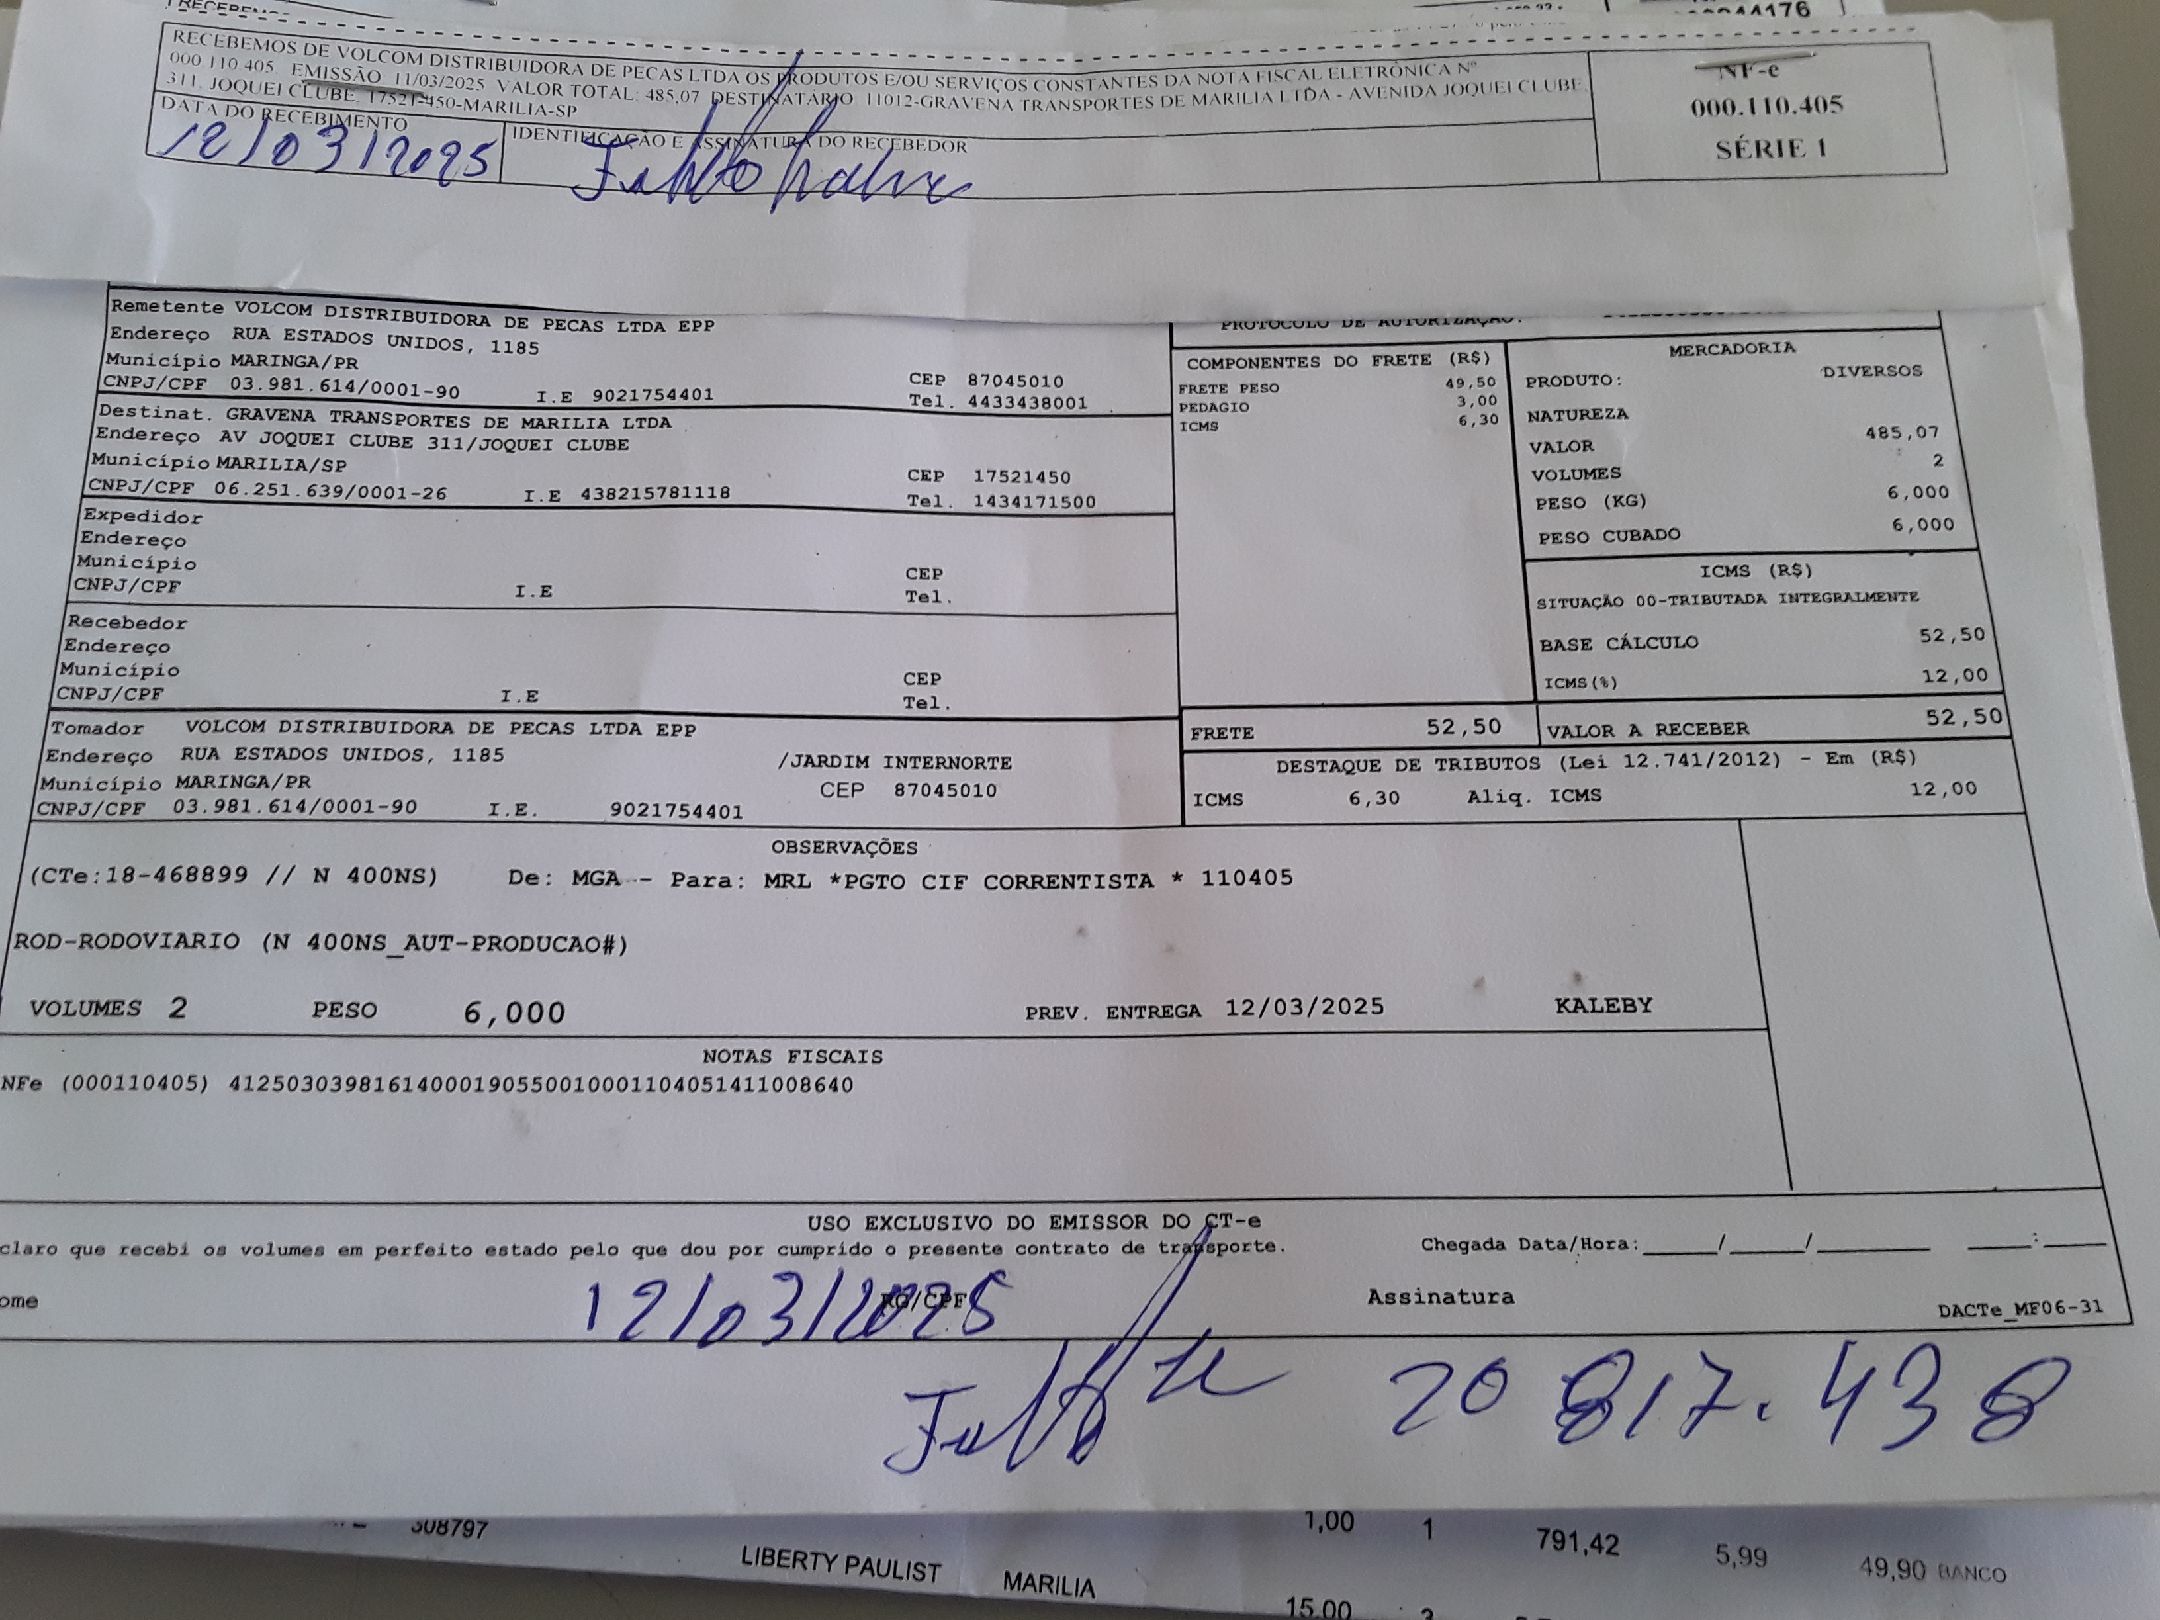 RECEBEMOS DE VOLCOM DISTRIBUIDORA DE PECAS LTDA OS PRODUTOS E/OU SERVIÇOS CONSTANTES DA NOTA FISCAL ELETRÔNICA Nº
000.110.405 EMISSÃO 11/03/2025 VALOR TOTAL: 485,07 DESTINATÁRIO 11012-GRAVENA TRANSPORTES DE MARILIA LTDA - AVENIDA JOQUEI CLUBE,
311, JOQUEI CLUBE, 17521-450-MARILIA-SP
NF-e
000.110.405
SÉRIE 1
DATA DO RECEBIMENTO
12/03/2025
IDENTIFICAÇÃO E ASSINATURA DO RECEBEDOR
Remetente VOLCOM DISTRIBUIDORA DE PECAS LTDA EPP
Endereço RUA ESTADOS UNIDOS, 1185
Município MARINGA/PR
CEP 87045010
CNPJ/CPF 03.981.614/0001-90 I.E 9021754401 Tel. 4433438001
Destinat. GRAVENA TRANSPORTES DE MARILIA LTDA
Endereço AV JOQUEI CLUBE 311/JOQUEI CLUBE
Município MARILIA/SP CEP 17521450
CNPJ/CPF 06.251.639/0001-26 I.E 438215781118 Tel. 1434171500
Expedidor
Endereço
Município CEP
CNPJ/CPF I.E Tel.
Recebedor
Endereço
Município CEP
CNPJ/CPF I.E Tel.
Tomador VOLCOM DISTRIBUIDORA DE PECAS LTDA EPP
Endereço RUA ESTADOS UNIDOS, 1185 /JARDIM INTERNORTE
Município MARINGA/PR CEP 87045010
CNPJ/CPF 03.981.614/0001-90 I.E. 9021754401
PROTOCOLO DE AUTORIZAÇÃO:
COMPONENTES DO FRETE (R$)
FRETE PESO 49,50
PEDAGIO 3,00
ICMS 6,30
MERCADORIA
PRODUTO: DIVERSOS
NATUREZA
VALOR 485,07
VOLUMES 2
PESO (KG) 6,000
PESO CUBADO 6,000
ICMS (R$)
SITUAÇÃO 00-TRIBUTADA INTEGRALMENTE
BASE CÁLCULO 52,50
ICMS(%) 12,00
FRETE 52,50 VALOR A RECEBER 52,50
DESTAQUE DE TRIBUTOS (Lei 12.741/2012) - Em (R$)
ICMS 6,30 Aliq. ICMS 12,00
OBSERVAÇÕES
(CTe:18-468899 // N 400NS) De: MGA - Para: MRL *PGTO CIF CORRENTISTA * 110405
ROD-RODOVIARIO (N 400NS_AUT-PRODUCAO#)
VOLUMES 2 PESO 6,000 PREV. ENTREGA 12/03/2025 KALEBY
NOTAS FISCAIS
NFe (000110405) 41250303981614000190550010001104051411008640
USO EXCLUSIVO DO EMISSOR DO CT-e
claro que recebi os volumes em perfeito estado pelo que dou por cumprido o presente contrato de transporte. Chegada Data/Hora:____/____/______ ___:___
ome RG/CPF Assinatura
DACTe_MF06-31
12/03/2025
20 817.438
308797 1,00 1 791,42 5,99 49,90 BANCO
LIBERTY PAULIST MARILIA
15,00